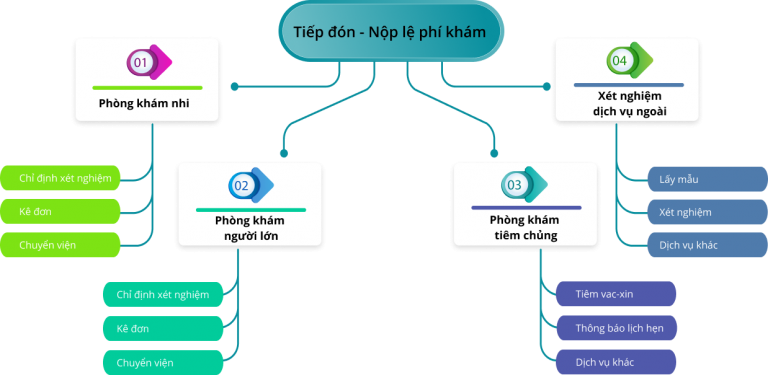 Tiếp đón - Nộp lệ phí khám
01
Phòng khám nhi
Chỉ định xét nghiệm
Kê đơn
Chuyển viện
02
Phòng khám
người lớn
Chỉ định xét nghiệm
Kê đơn
Chuyển viện
03
Phòng khám
tiêm chủng
Tiêm vac-xin
Thông báo lịch hẹn
Dịch vụ khác
04
Xét nghiệm
dịch vụ ngoài
Lấy mẫu
Xét nghiệm
Dịch vụ khác